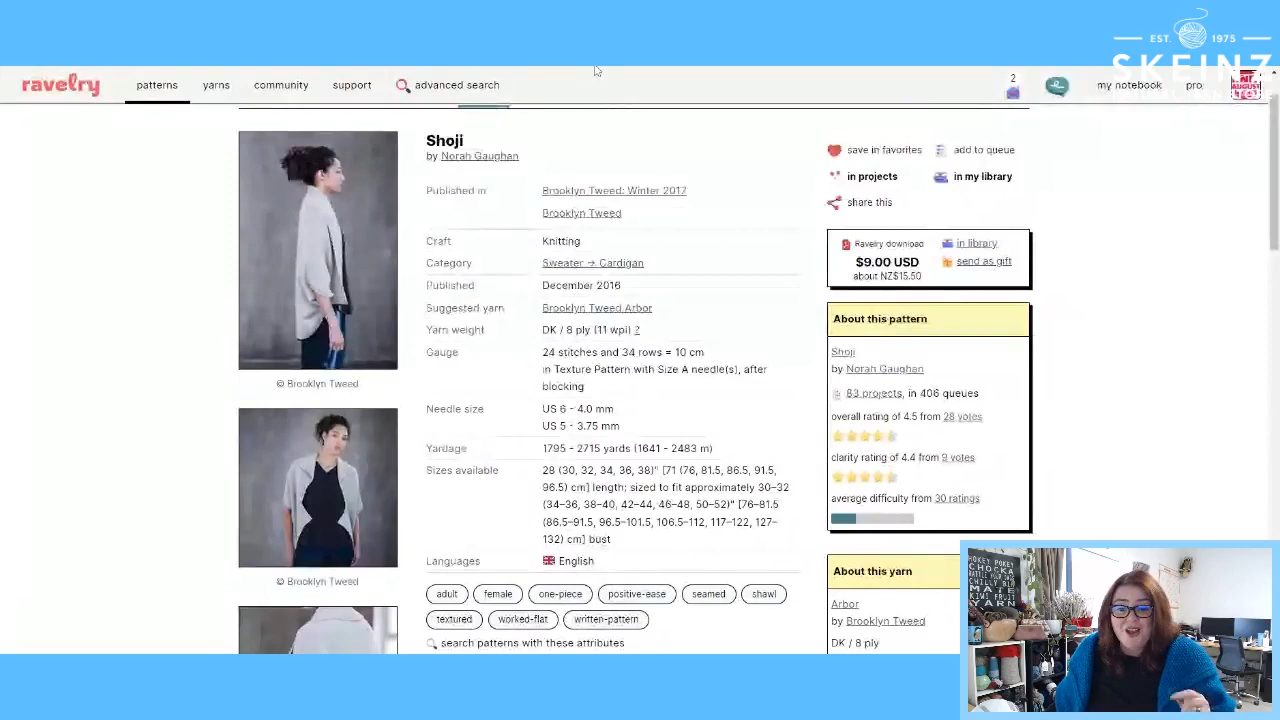 EST. 1975
SKEINZ
ravelry
patterns
yarns
community
support
advanced search
2
my notebook
Shoji
by Norah Gaughan
Published in
Brooklyn Tweed: Winter 2017
Brooklyn Tweed
Craft
Knitting
Category
Sweater → Cardigan
Published
December 2016
Suggested yarn
Brooklyn Tweed Arbor
Yarn weight
DK / 8 ply (11 wpi) ?
Gauge
24 stitches and 34 rows = 10 cm
in Texture Pattern with Size A needle(s), after
blocking
Needle size
US 6 - 4.0 mm
US 5 - 3.75 mm
Yardage
1795 - 2715 yards (1641 - 2483 m)
Sizes available
28 (30, 32, 34, 36, 38)" [71 (76, 81.5, 86.5, 91.5,
96.5) cm] length; sized to fit approximately 30–32
(34–36, 38–40, 42–44, 46–48, 50–52)" [76–81.5
(86.5–91.5, 96.5–101.5, 106.5–112, 117–122, 127–
132) cm] bust
Languages
English
adult
female
one-piece
positive-ease
seamed
shawl
textured
worked-flat
written-pattern
search patterns with these attributes
© Brooklyn Tweed
© Brooklyn Tweed
save in favorites
add to queue
in projects
in my library
share this
Ravelry download
$9.00 USD
about NZ$15.50
in library
send as gift
About this pattern
Shoji
by Norah Gaughan
83 projects, in 406 queues
overall rating of 4.5 from 28 votes
clarity rating of 4.4 from 9 votes
average difficulty from 30 ratings
About this yarn
Arbor
by Brooklyn Tweed
DK / 8 ply
HOKEY POKEY
CHOCKA
RATTLE YOUR DAGS
CHILLY BIN
MATE
KIWI FRUIT
YARN